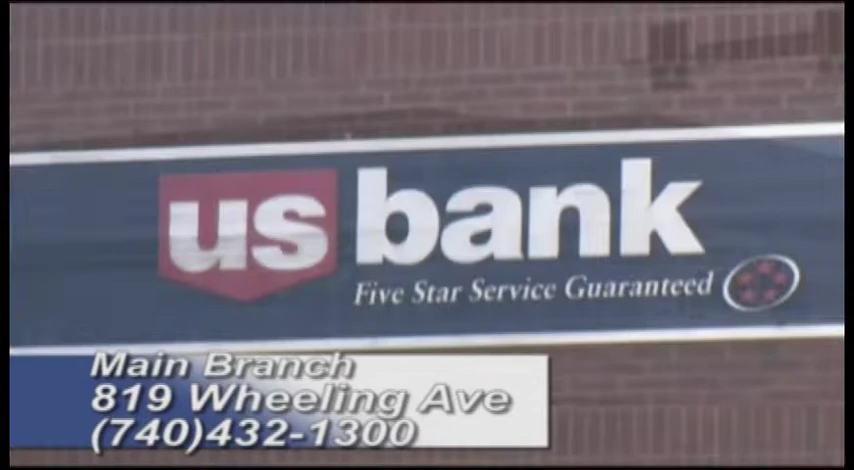 us bank
Five Star Service Guaranteed
Main Branch
819 Wheeling Ave
(740)432-1300